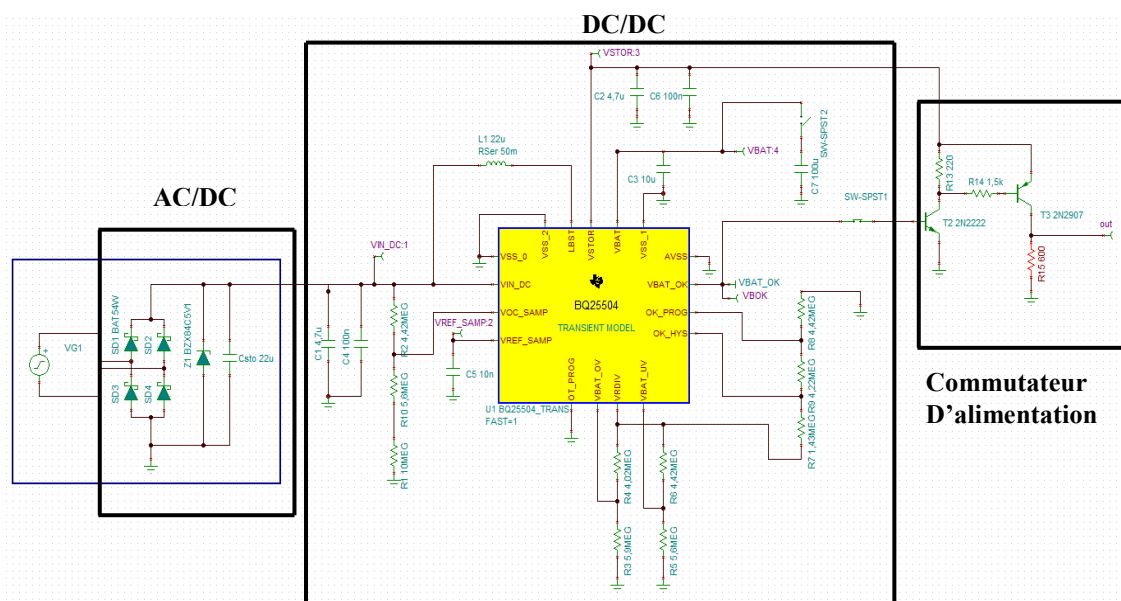 DC/DC
VSTOR:3
C2 4,7u
C6 100n
L1 22u
RSer 50m
SW-SPST2
VBAT:4
C3 10u
C7 100u
R13 220
R14 1,5k
T3 2N2907
T2 2N2222
out
R15 600
SW-SPST1
AC/DC
VIN_DC:1
VSS_2
LBST
VSTOR
VBAT
VSS_1
VSS_0
AVSS
VIN_DC
VBAT_OK
VBAT_OK
VBOK
BQ25504
VOC_SAMP
OK_PROG
TRANSIENT MODEL
VREF_SAMP:2
VREF_SAMP
OK_HYS
OT_PROG
VBAT_OV
VRDIV
VBAT_UV
U1 BQ25504_TRANS
FAST=1
VG1
SD1 BAT54W
SD2
SD3
SD4
Z1 BZX84C5V1
Csto 22u
C1 4,7u
C4 100n
R2 4,42MEG
R10 5,6MEG
R1 10MEG
C5 10n
R8 4,42MEG
R9 4,22MEG
R7 1,43MEG
R4 4,02MEG
R6 4,42MEG
R3 5,9MEG
R5 5,6MEG
Commutateur
D’alimentation